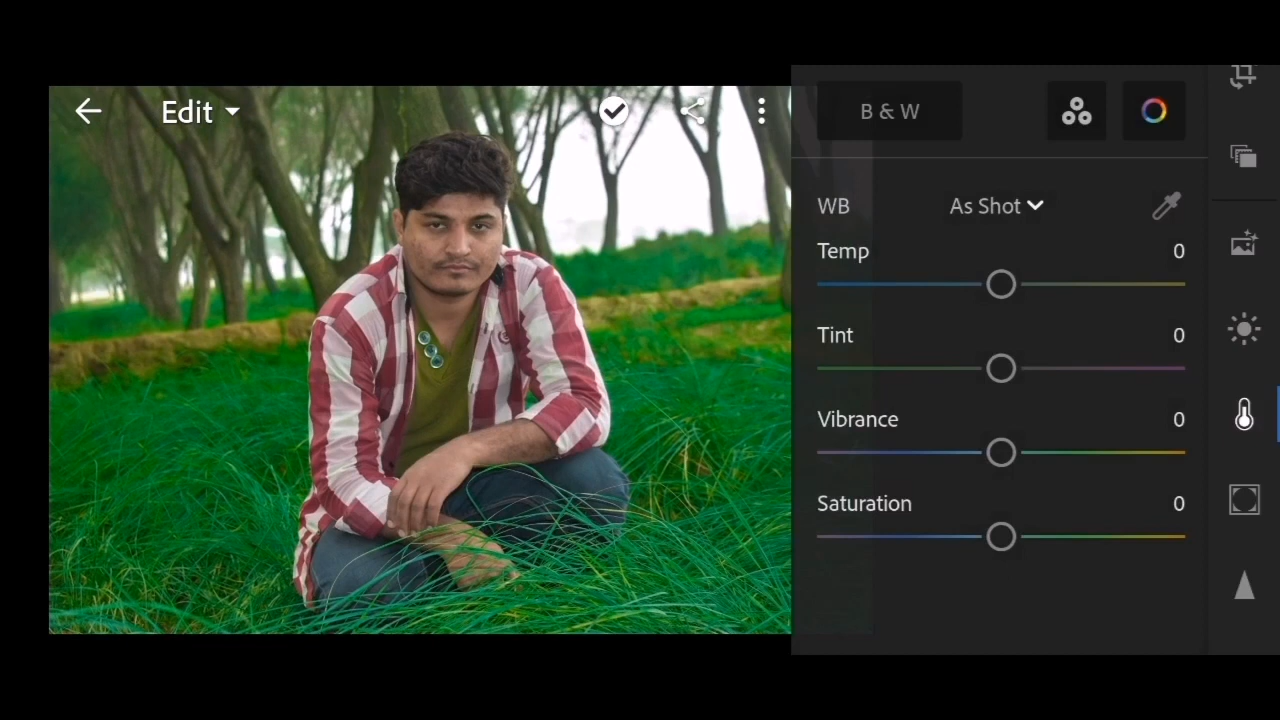 Edit
B & W
WB As Shot
Temp 0
Tint 0
Vibrance 0
Saturation 0